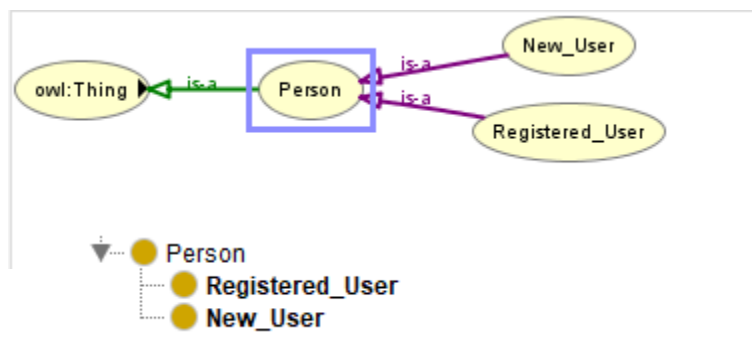 New_User
is-a
owl:Thing
is-a
Person
is-a
Registered_User
Person
Registered_User
New_User